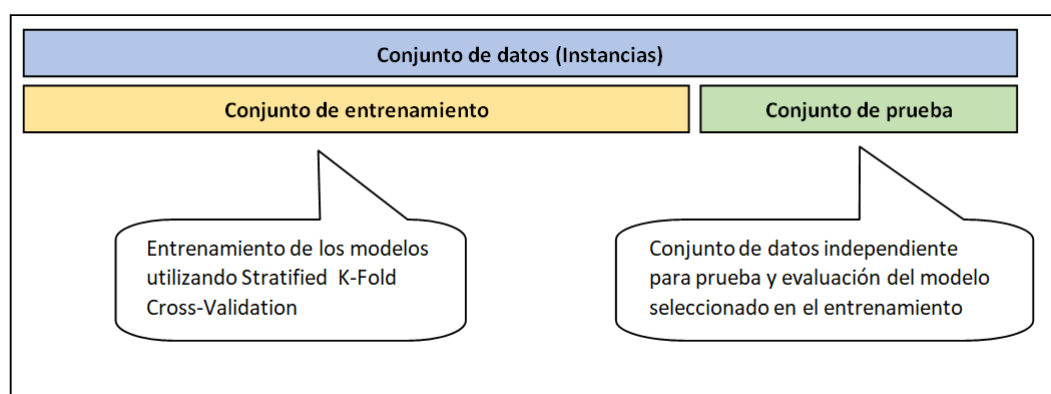 Conjunto de datos (Instancias)
Conjunto de entrenamiento
Conjunto de prueba
Entrenamiento de los modelos
utilizando Stratified K-Fold
Cross-Validation
Conjunto de datos independiente
para prueba y evaluación del modelo
seleccionado en el entrenamiento